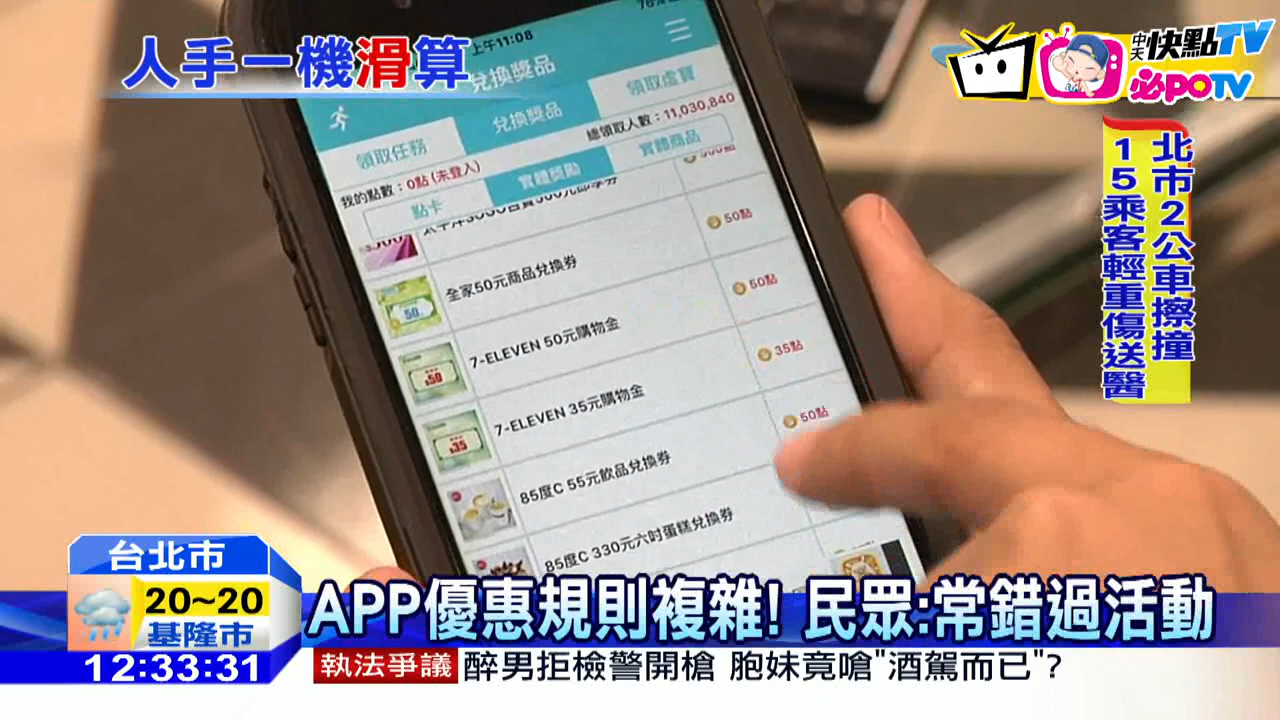 人手一機滑算
中天快點TV
必POTV
北市2公車擦撞
15乘客輕重傷送醫
上午11:08
兌換獎品
領取任務
兌換獎品
領取虛寶
我的點數：0點 (未登入)
總領取人數：11,030,840
點卡
實體獎勵
實體商品
全家50元商品兌換券
50點
7-ELEVEN 50元購物金
50點
7-ELEVEN 35元購物金
35點
85度C 55元飲品兌換券
50點
85度C 330元六吋蛋糕兌換券
台北市
20~20
基隆市
12:33:31
APP優惠規則複雜! 民眾:常錯過活動
執法爭議 醉男拒檢警開槍 胞妹竟嗆"酒駕而已"?